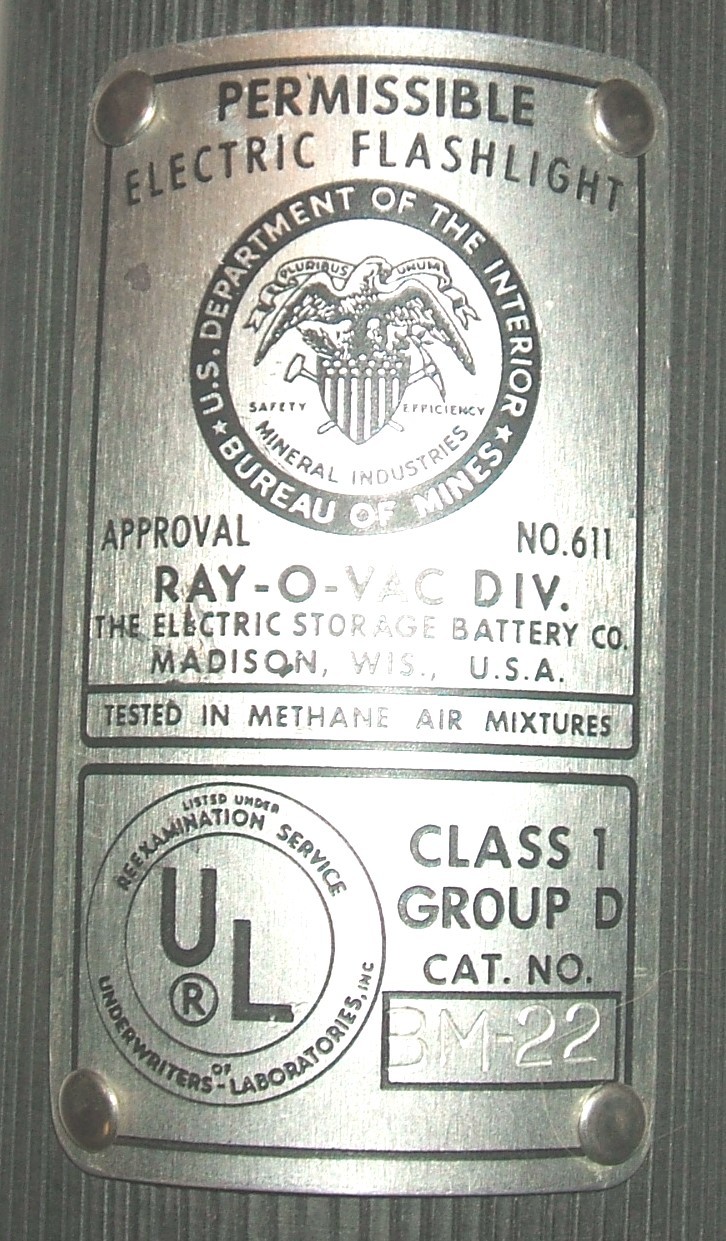 PERMISSIBLE
ELECTRIC FLASHLIGHT
U.S. DEPARTMENT OF THE INTERIOR
PLURIBUS UNUM
SAFETY EFFICIENCY
MINERAL INDUSTRIES
★ BUREAU OF MINES ★
APPROVAL NO.611
RAY-O-VAC DIV.
THE ELECTRIC STORAGE BATTERY CO.
MADISON, WIS., U.S.A.
TESTED IN METHANE AIR MIXTURES
LISTED UNDER
REEXAMINATION SERVICE
UL
®
OF
UNDERWRITERS'-LABORATORIES, INC
CLASS 1
GROUP D
CAT. NO.
BM-22